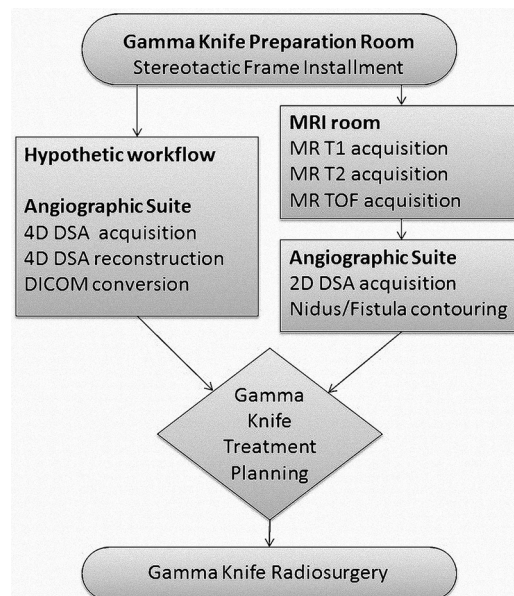 Gamma Knife Preparation Room
Stereotactic Frame Installment
Hypothetic workflow
Angiographic Suite
4D DSA acquisition
4D DSA reconstruction
DICOM conversion
MRI room
MR T1 acquisition
MR T2 acquisition
MR TOF acquisition
Angiographic Suite
2D DSA acquisition
Nidus/Fistula contouring
Gamma
Knife
Treatment
Planning
Gamma Knife Radiosurgery